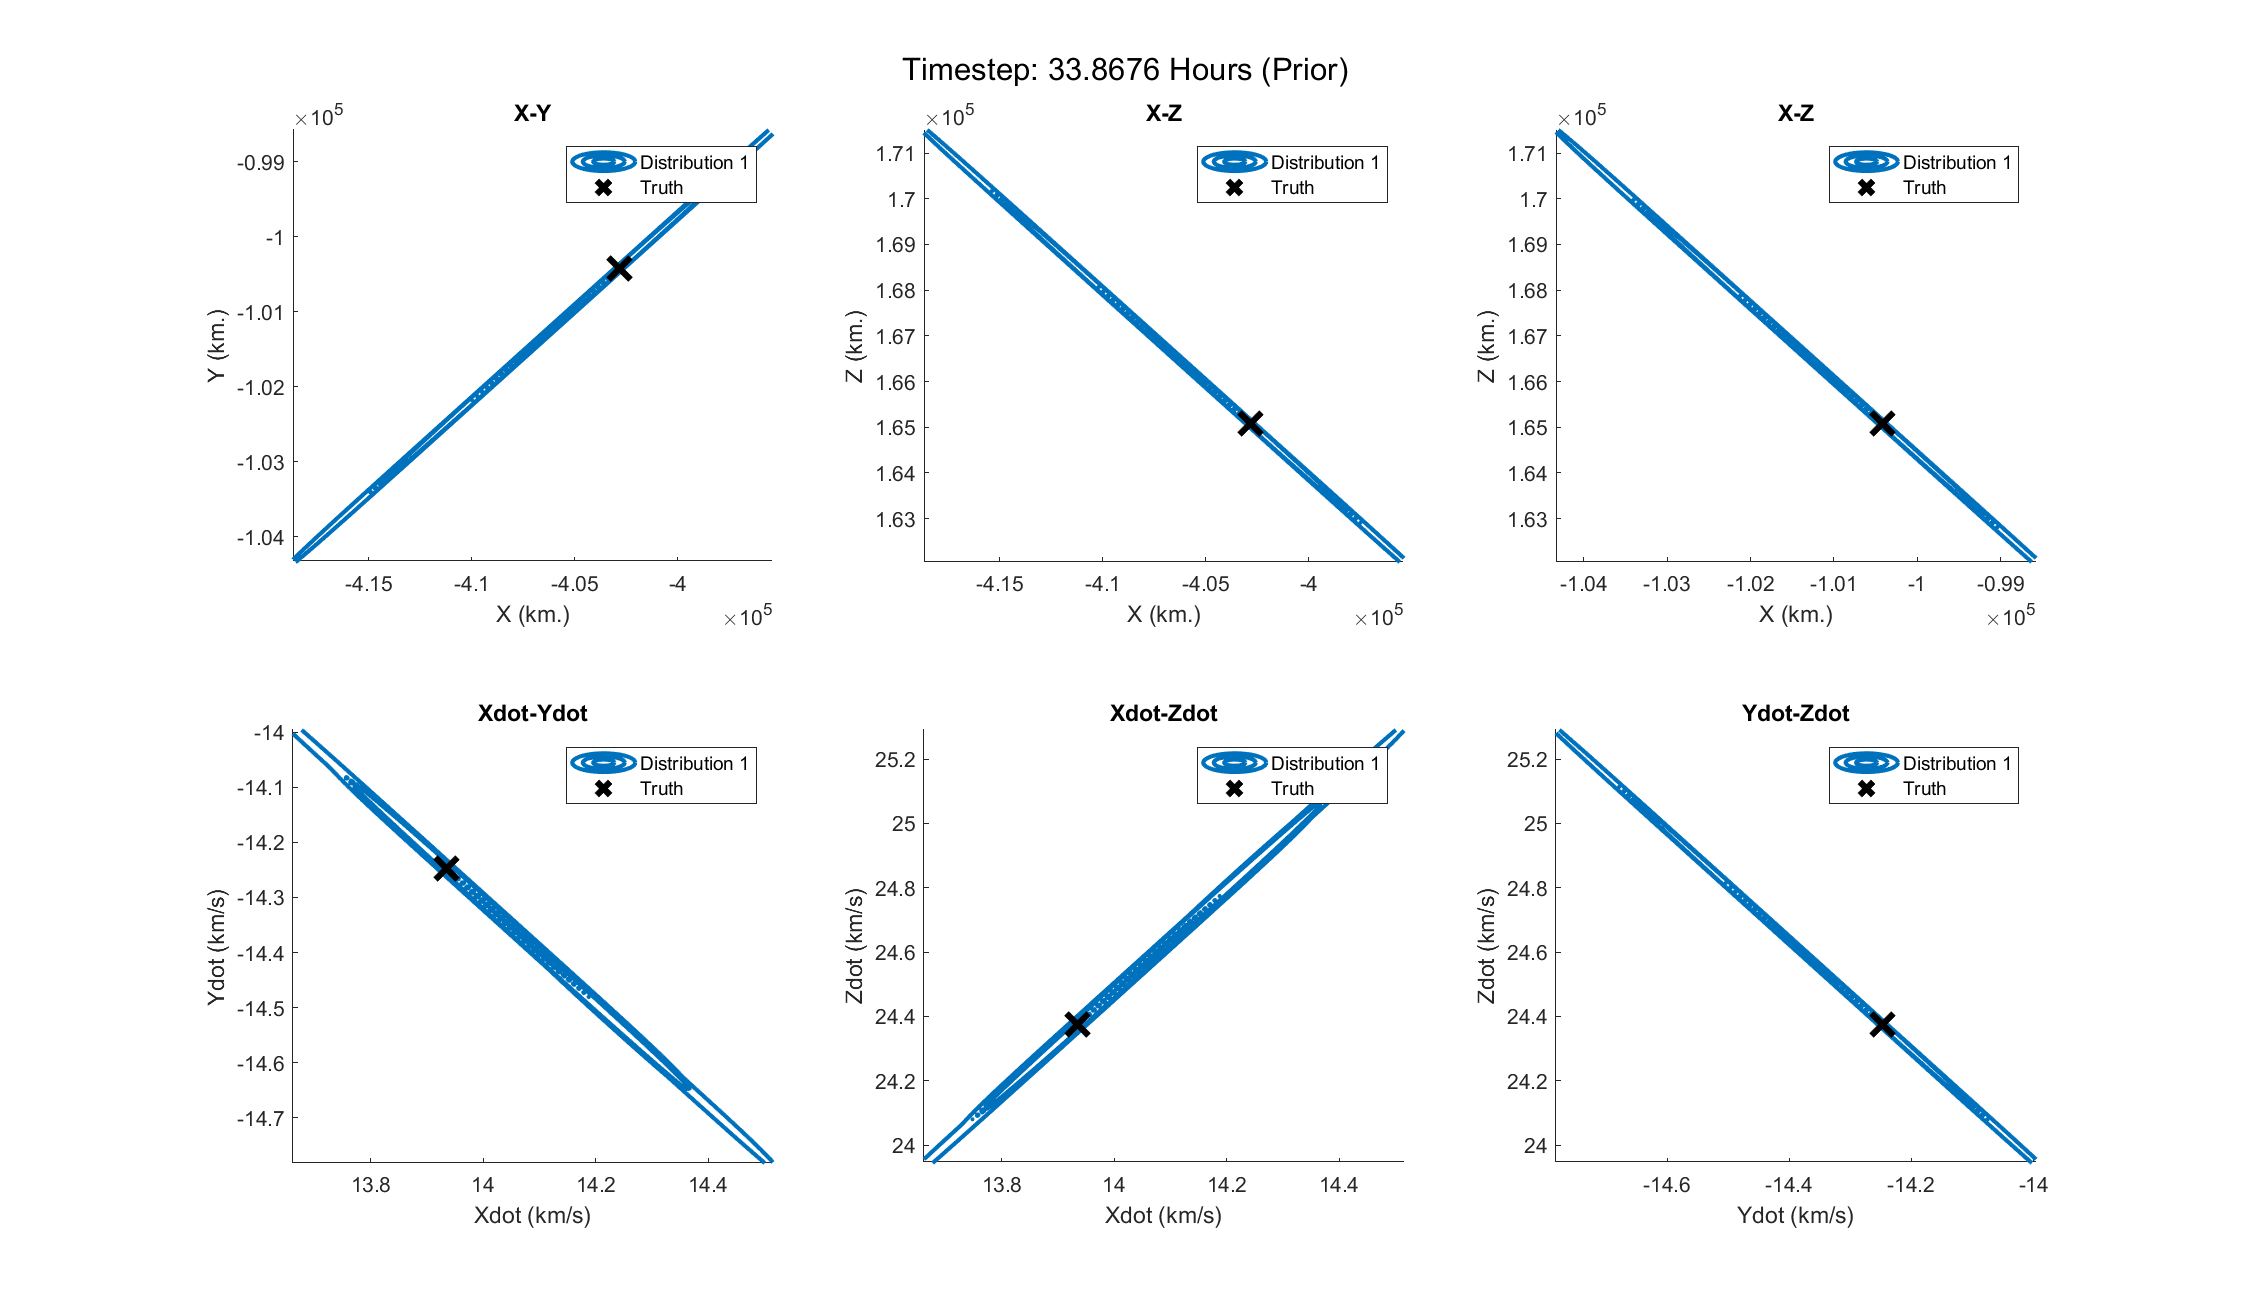 Timestep: 33.8676 Hours (Prior)
X-Y
×10^5
-0.99
-1
-1.01
-1.02
-1.03
-1.04
Y (km.)
-4.15 -4.1 -4.05 -4
X (km.)
×10^5
Distribution 1
Truth
X-Z
×10^5
1.71
1.7
1.69
1.68
1.67
1.66
1.65
1.64
1.63
Z (km.)
-4.15 -4.1 -4.05 -4
X (km.)
×10^5
Distribution 1
Truth
X-Z
×10^5
1.71
1.7
1.69
1.68
1.67
1.66
1.65
1.64
1.63
Z (km.)
-1.04 -1.03 -1.02 -1.01 -1 -0.99
X (km.)
×10^5
Distribution 1
Truth
Xdot-Ydot
-14
-14.1
-14.2
-14.3
-14.4
-14.5
-14.6
-14.7
Ydot (km/s)
13.8 14 14.2 14.4
Xdot (km/s)
Distribution 1
Truth
Xdot-Zdot
25.2
25
24.8
24.6
24.4
24.2
24
Zdot (km/s)
13.8 14 14.2 14.4
Xdot (km/s)
Distribution 1
Truth
Ydot-Zdot
25.2
25
24.8
24.6
24.4
24.2
24
Zdot (km/s)
-14.6 -14.4 -14.2 -14
Ydot (km/s)
Distribution 1
Truth